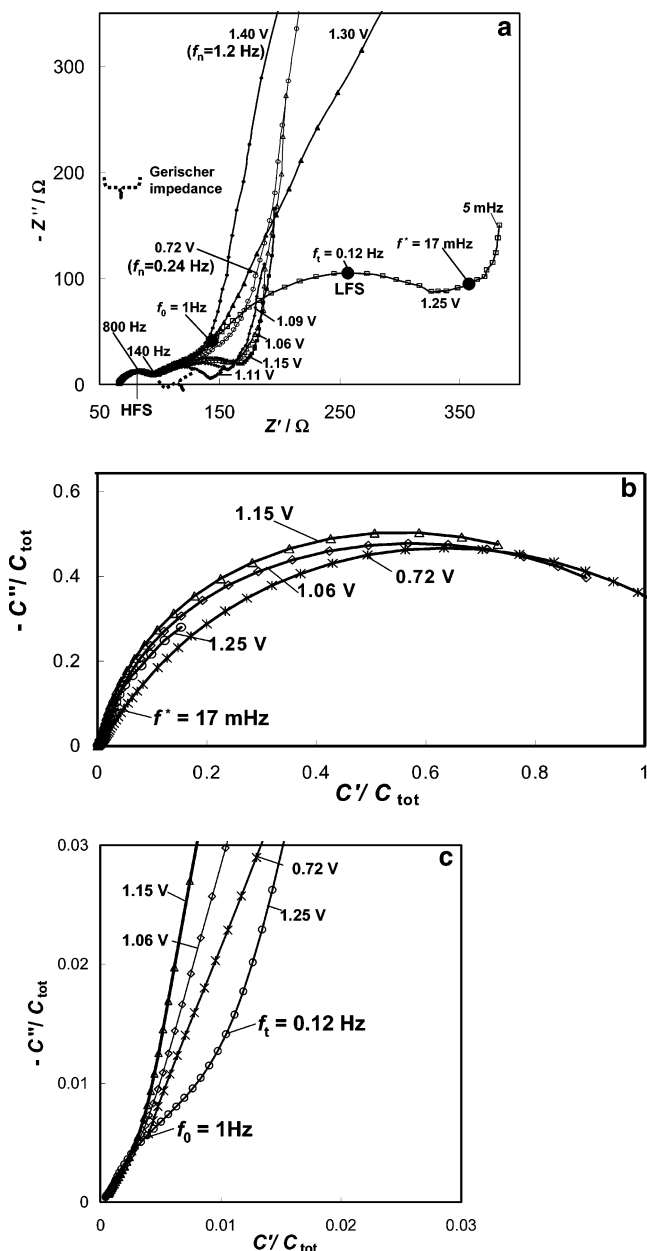 a
350
1.40 V
(fn=1.2 Hz)
1.30 V
250
Gerischer
impedance
150
- Z''/ Ω
0.72 V
(fn=0.24 Hz)
5 mHz
ft = 0.12 Hz
f* = 17 mHz
100
f0 = 1Hz
LFS
1.25 V
800 Hz
1.09 V
140 Hz
1.06 V
1.15 V
1.11 V
0
HFS
50 150 250 350
Z'/ Ω
b
0.6
1.15 V
0.4
0.72 V
1.06 V
1.25 V
0.2
f* = 17 mHz
- C''/ Ctot
0
0 0.2 0.4 0.6 0.8 1
C'/ Ctot
c
0.03
0.72 V
1.15 V
1.25 V
1.06 V
0.02
ft = 0.12 Hz
0.01
f0 = 1Hz
- C''/ Ctot
0
0 0.01 0.02 0.03
C'/ Ctot